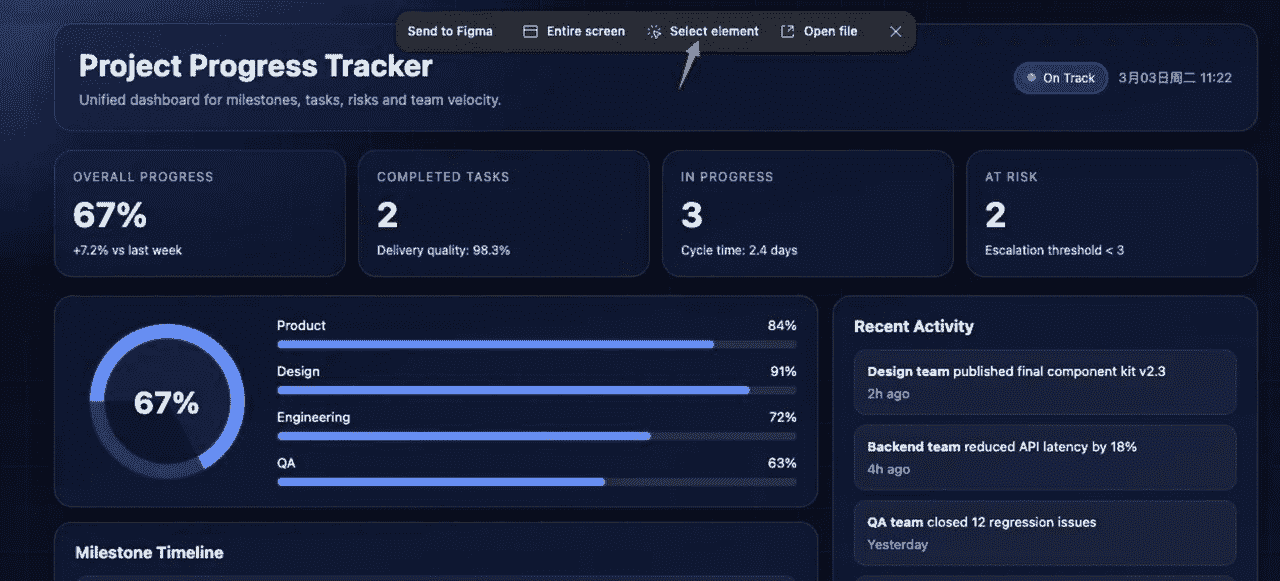 Send to Figma
Entire screen
Select element
Open file
Project Progress Tracker
Unified dashboard for milestones, tasks, risks and team velocity.
On Track
3月03日周二 11:22
OVERALL PROGRESS
67%
+7.2% vs last week
COMPLETED TASKS
2
Delivery quality: 98.3%
IN PROGRESS
3
Cycle time: 2.4 days
AT RISK
2
Escalation threshold < 3
67%
Product 84%
Design 91%
Engineering 72%
QA 63%
Recent Activity
Design team published final component kit v2.3
2h ago
Backend team reduced API latency by 18%
4h ago
QA team closed 12 regression issues
Yesterday
Milestone Timeline